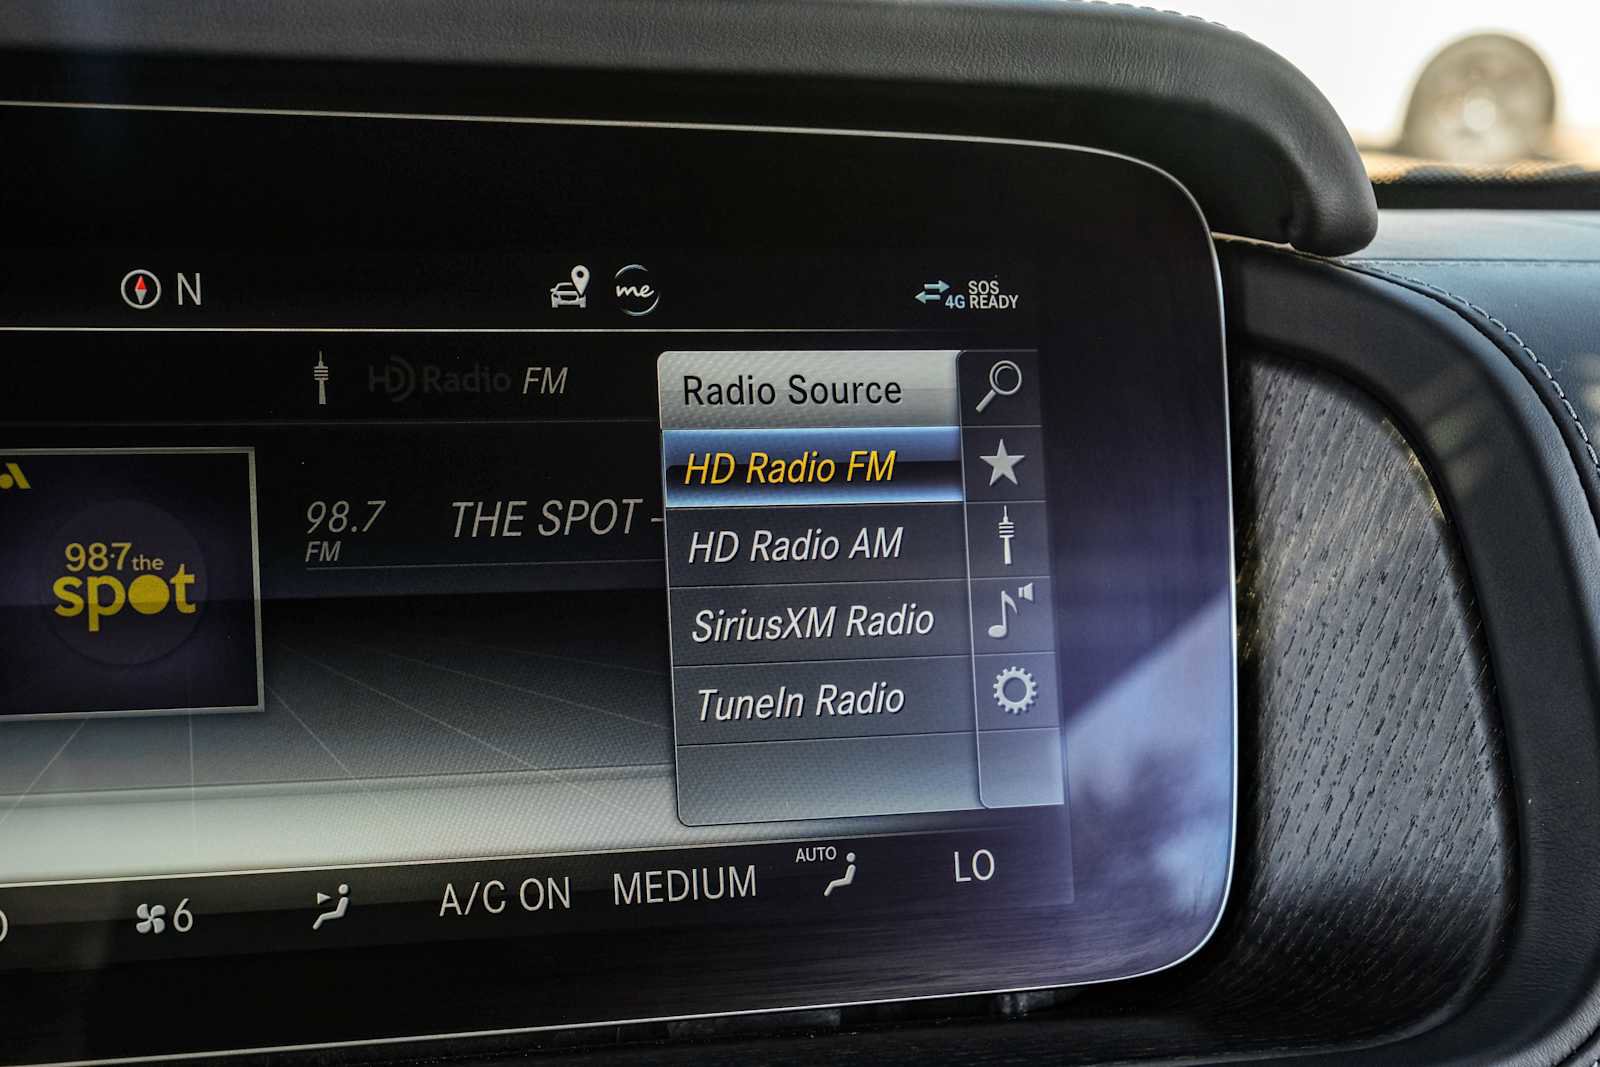 N
me
4G
SOS
READY
HD Radio FM
Radio Source
HD Radio FM
HD Radio AM
SiriusXM Radio
TuneIn Radio
98.7
FM
THE SPOT -
98.7 the
spot
6
A/C ON
MEDIUM
AUTO
LO